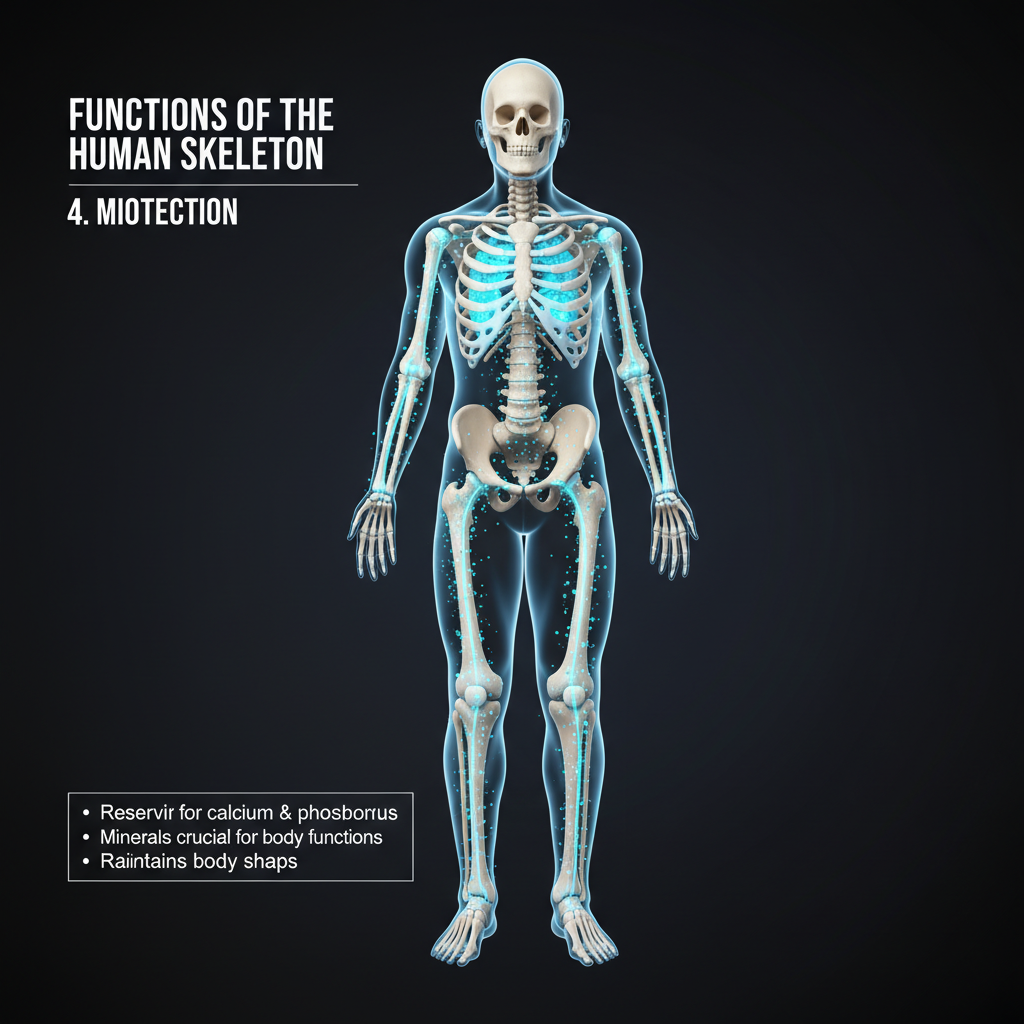 FUNCTIONS OF THE
HUMAN SKELETON
4. MIOTECTION
• Reservir for calcium & phosborrus
• Minerals crucial for body functions
• Raiintains body shaps